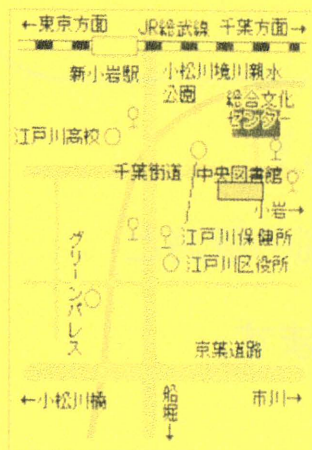 ←東京方面 JR総武線 千葉方面→
新小岩駅
小松川境川親水
公園
総合文化
センター
江戸川高校
千葉街道
中央図書館
小岩→
江戸川保健所
江戸川区役所
グリーンパレス
京葉道路
←小松川橋
船堀↓
市川→